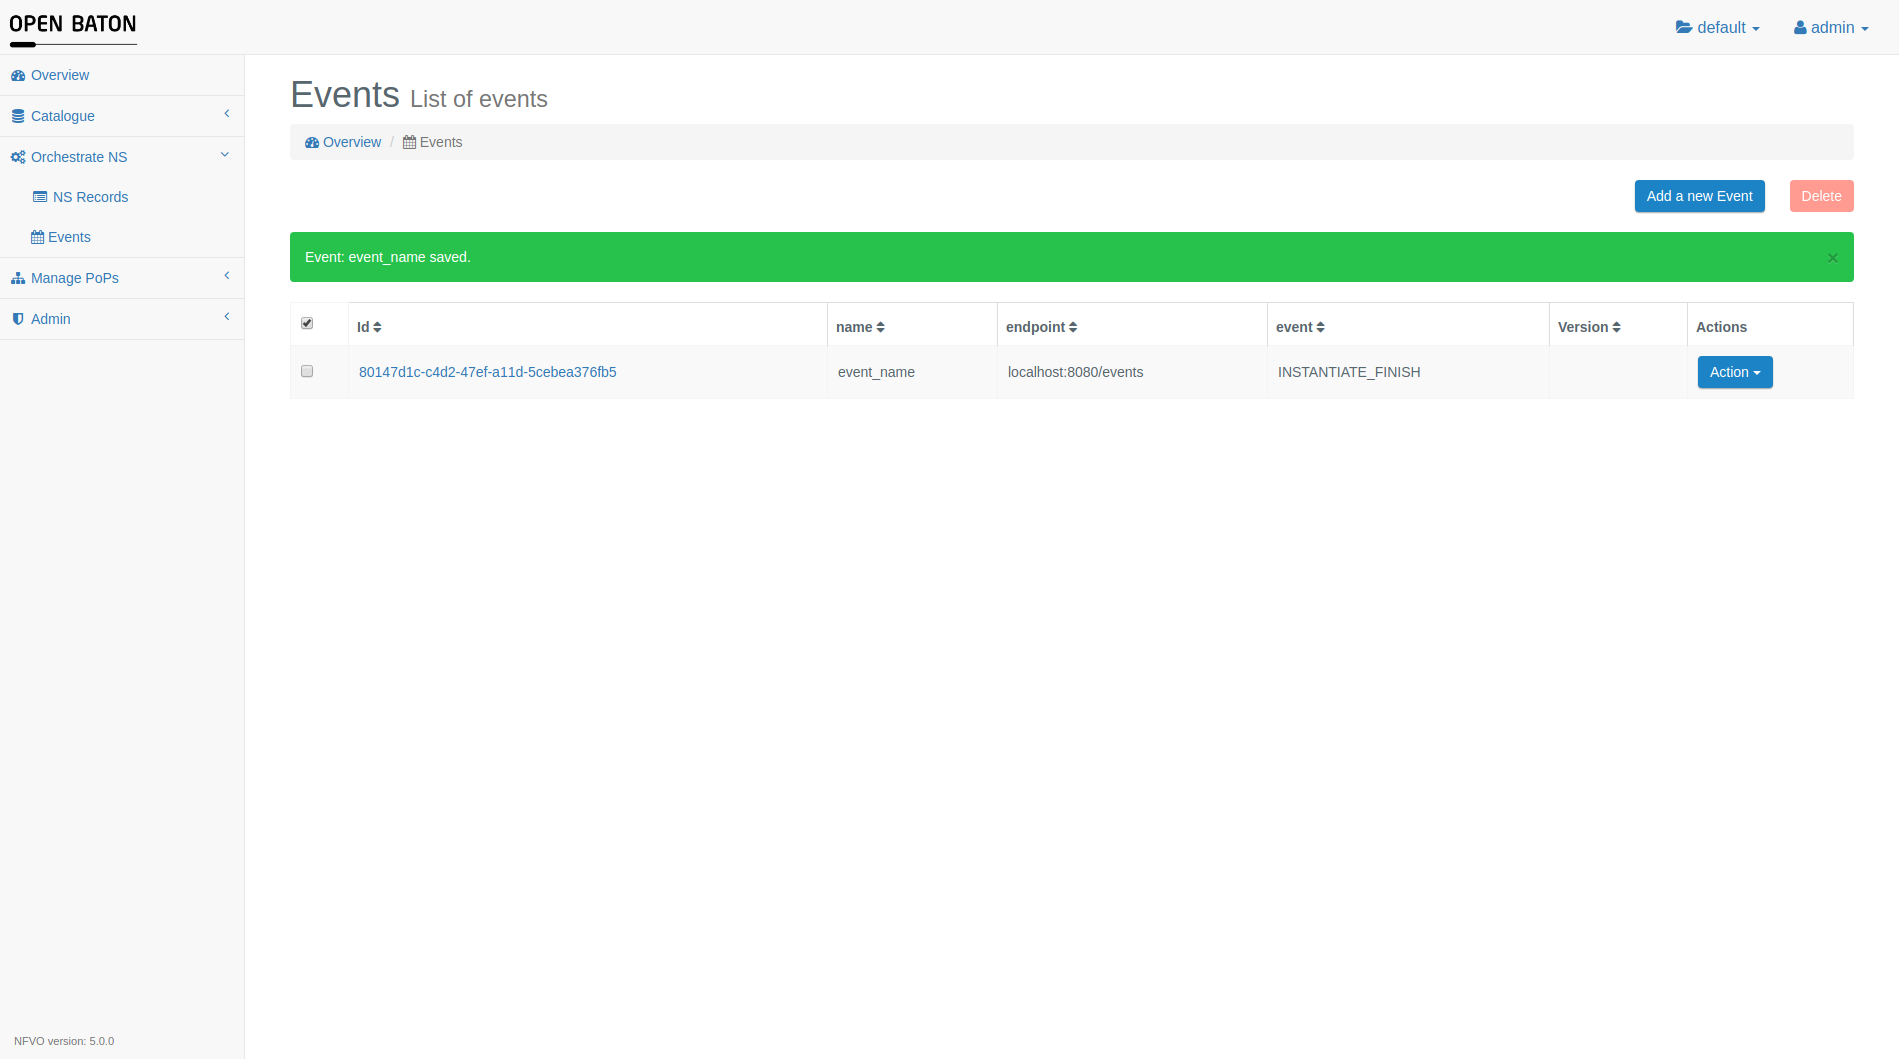 OPEN BATON
default
admin
Overview
Catalogue
Orchestrate NS
NS Records
Events
Manage PoPs
Admin
Events List of events
Overview / Events
Add a new Event
Delete
Event: event_name saved.
×
Id name endpoint event Version Actions
80147d1c-c4d2-47ef-a11d-5cebea376fb5 event_name localhost:8080/events INSTANTIATE_FINISH Action
NFVO version: 5.0.0